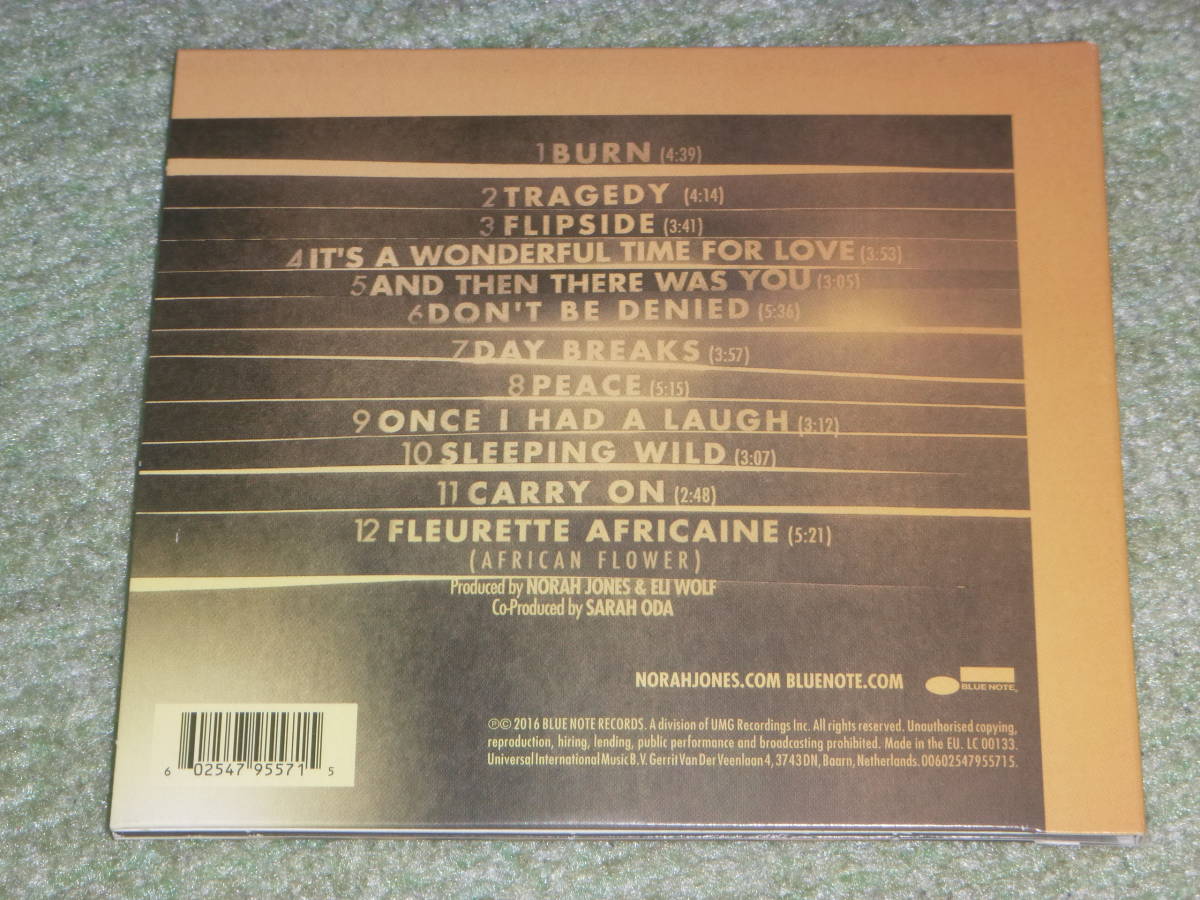 1 BURN (4:39)
2 TRAGEDY (4:14)
3 FLIPSIDE (3:41)
4 IT'S A WONDERFUL TIME FOR LOVE (3:53)
5 AND THEN THERE WAS YOU (3:05)
6 DON'T BE DENIED (5:36)
7 DAY BREAKS (3:57)
8 PEACE (5:15)
9 ONCE I HAD A LAUGH (3:12)
10 SLEEPING WILD (3:07)
11 CARRY ON (2:48)
12 FLEURETTE AFRICAINE (5:21)
(AFRICAN FLOWER)
Produced by NORAH JONES & ELI WOLF
Co-Produced by SARAH ODA
NORAHJONES.COM BLUENOTE.COM
BLUE NOTE
℗© 2016 BLUE NOTE RECORDS. A division of UMG Recordings Inc. All rights reserved. Unauthorised copying,
reproduction, hiring, lending, public performance and broadcasting prohibited. Made in the EU. LC 00133.
Universal International Music B.V. Gerrit Van Der Veenlaan 4, 3743 DN, Baarn, Netherlands. 00602547955715.
6 02547 95571 5